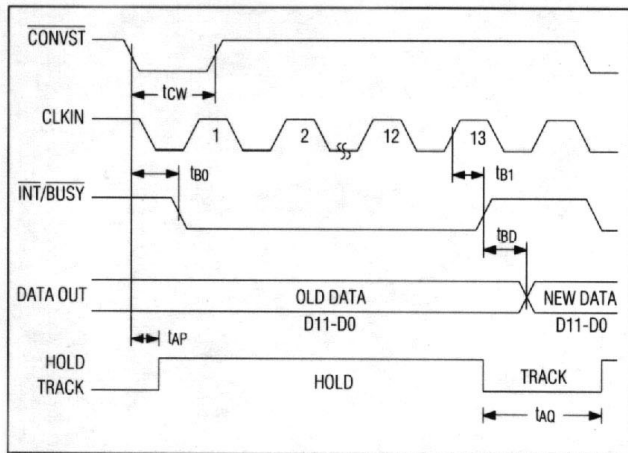 CONVST
tCW
CLKIN
1 2 12 13
tB0 tB1
INT/BUSY
tBD
DATA OUT OLD DATA NEW DATA
D11-D0 D11-D0
tAP
HOLD
TRACK HOLD TRACK
tAQ